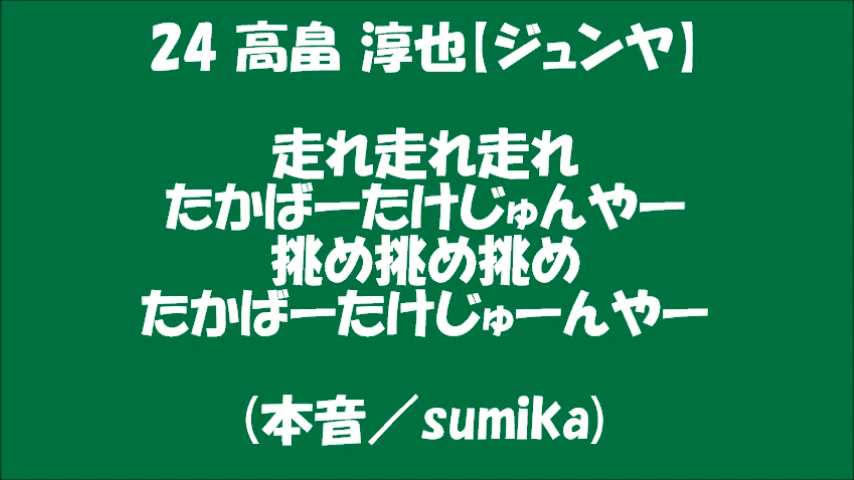 24 高畠 淳也【ジュンヤ】
走れ走れ走れ
たかばーたけじゅんやー
挑め挑め挑め
たかばーたけじゅーんやー
(本音／sumika)